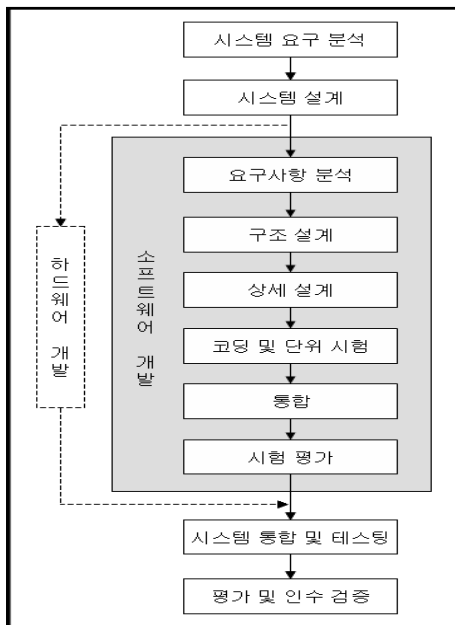 시스템 요구 분석
시스템 설계
요구사항 분석
구조 설계
상세 설계
코딩 및 단위 시험
통합
시험 평가
소프트웨어 개발
하드웨어 개발
시스템 통합 및 테스팅
평가 및 인수 검증